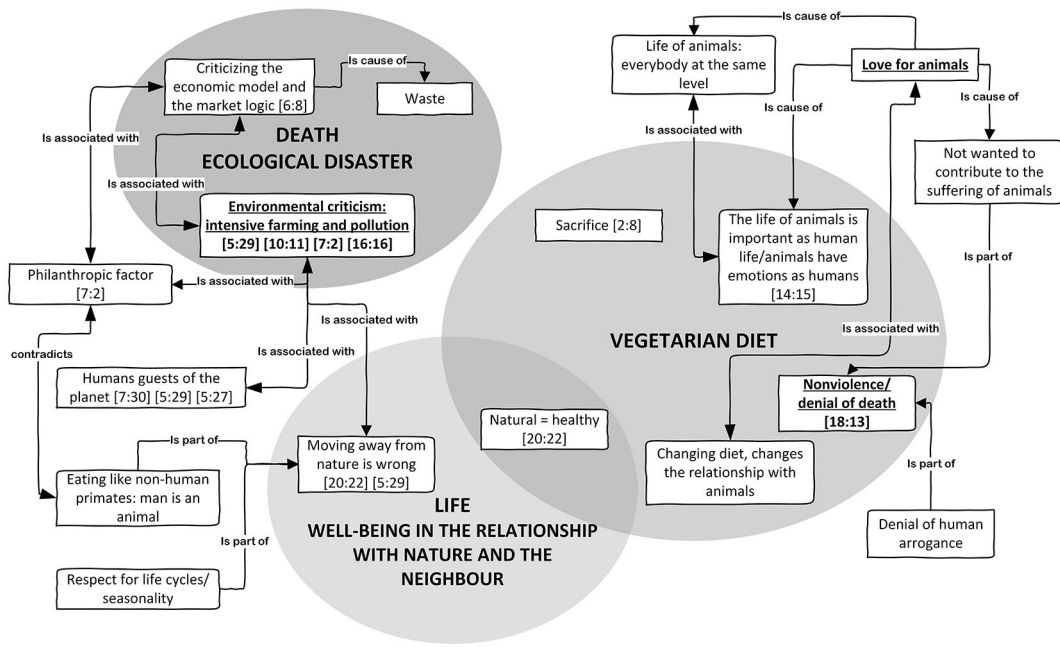 Is cause of
Life of animals:
everybody at the same
level
Love for animals
Criticizing the
economic model and
the market logic [6:8]
Is cause of
Waste
Is cause of
Is cause of
Is associated with
DEATH
ECOLOGICAL DISASTER
Is associated with
Not wanted to
contribute to the
suffering of animals
Is associated with
Environmental criticism:
intensive farming and pollution
[5:29] [10:11] [7:2] [16:16]
Sacrifice [2:8]
The life of animals is
important as human
life/animals have
emotions as humans
[14:15]
Is part of
Philanthropic factor
[7:2]
Is associated with
Is associated with
Is associated with
VEGETARIAN DIET
Is associated with
contradicts
Humans guests of the
planet [7:30] [5:29] [5:27]
Nonviolence/
denial of death
[18:13]
Natural = healthy
[20:22]
Is part of
Moving away from
nature is wrong
[20:22] [5:29]
Changing diet, changes
the relationship with
animals
Is part of
Eating like non-human
primates: man is an
animal
LIFE
WELL-BEING IN THE RELATIONSHIP
WITH NATURE AND THE
NEIGHBOUR
Is part of
Denial of human
arrogance
Respect for life cycles/
seasonality